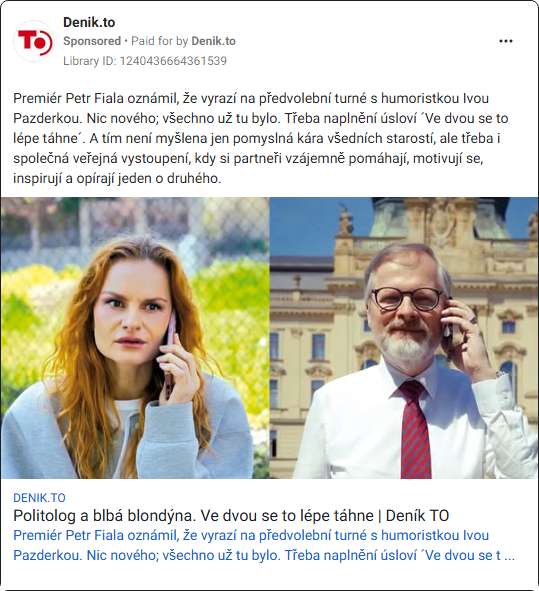 TO
Denik.to
Sponsored • Paid for by Denik.to
Library ID: 1240436664361539
Premiér Petr Fiala oznámil, že vyrazí na předvolební turné s humoristkou Ivou
Pazderkou. Nic nového; všechno už tu bylo. Třeba naplnění úsloví ´Ve dvou se to
lépe táhne´. A tím není myšlena jen pomyslná kára všedních starostí, ale třeba i
společná veřejná vystoupení, kdy si partneři vzájemně pomáhají, motivují se,
inspirují a opírají jeden o druhého.
DENIK.TO
Politolog a blbá blondýna. Ve dvou se to lépe táhne | Deník TO
Premiér Petr Fiala oznámil, že vyrazí na předvolební turné s humoristkou Ivou
Pazderkou. Nic nového; všechno už tu bylo. Třeba naplnění úsloví ´Ve dvou se t ...